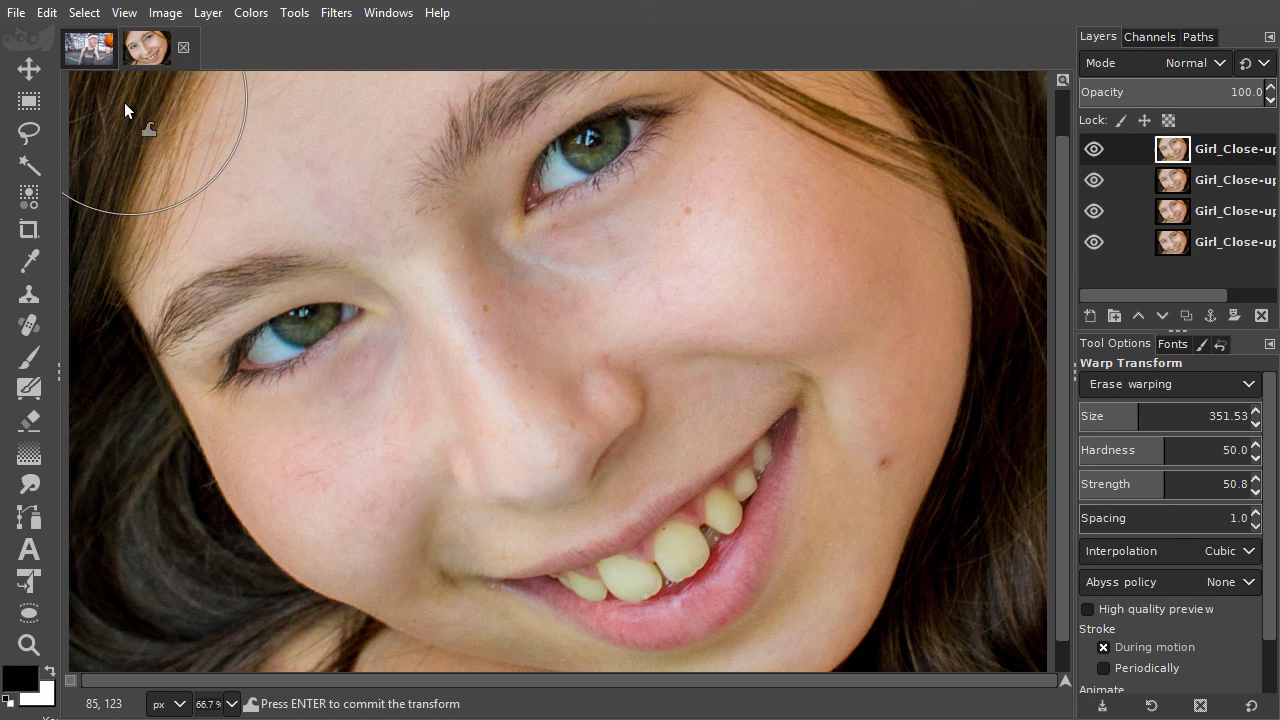 File Edit Select View Image Layer Colors Tools Filters Windows Help
Layers Channels Paths
Mode Normal
Opacity 100.0
Lock:
Girl_Close-up
Girl_Close-up
Girl_Close-up
Girl_Close-up
Tool Options Fonts
Warp Transform
Erase warping
Size 351.53
Hardness 50.0
Strength 50.8
Spacing 1.0
Interpolation Cubic
Abyss policy None
High quality preview
Stroke
During motion
Periodically
Animate
85, 123 px 66.7 % Press ENTER to commit the transform